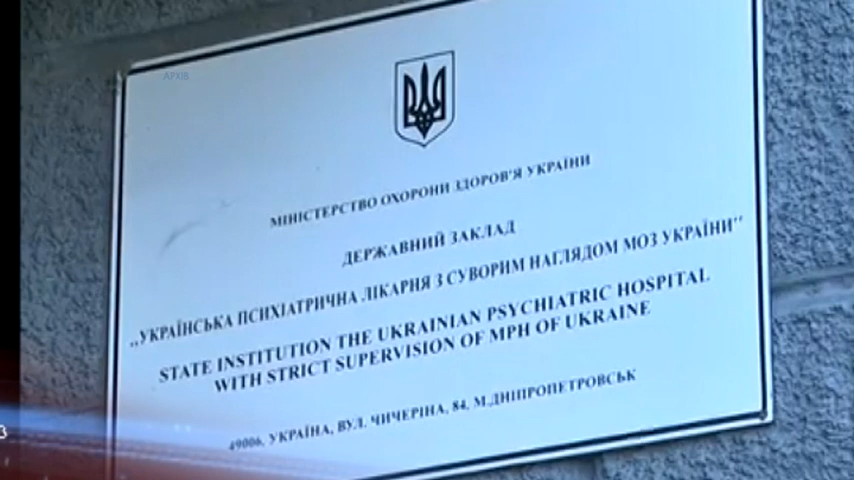 АРХІВ
МІНІСТЕРСТВО ОХОРОНИ ЗДОРОВ'Я УКРАЇНИ
ДЕРЖАВНИЙ ЗАКЛАД
,,УКРАЇНСЬКА ПСИХІАТРИЧНА ЛІКАРНЯ З СУВОРИМ НАГЛЯДОМ МОЗ УКРАЇНИ''
STATE INSTITUTION THE UKRAINIAN PSYCHIATRIC HOSPITAL
WITH STRICT SUPERVISION OF MPH OF UKRAINE
49006, УКРАЇНА, ВУЛ. ЧИЧЕРІНА, 84, М.ДНІПРОПЕТРОВСЬК